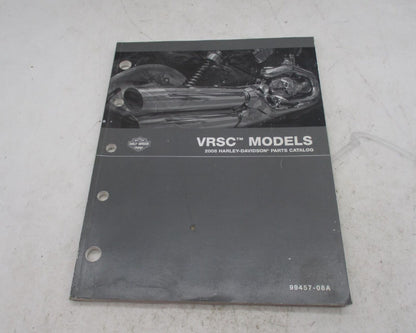 VRSC™ MODELS
2008 HARLEY-DAVIDSON® PARTS CATALOG
99457-08A